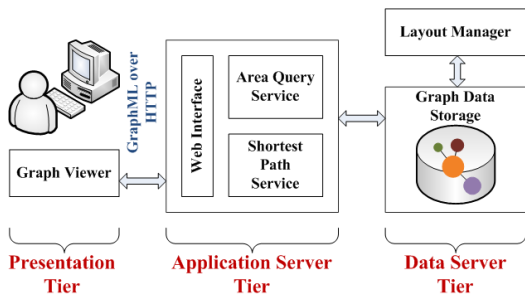 Layout Manager
GraphML over
HTTP
Web Interface
Area Query
Service
Shortest
Path
Service
Graph Data
Storage
Graph Viewer
Presentation
Tier
Application Server
Tier
Data Server
Tier